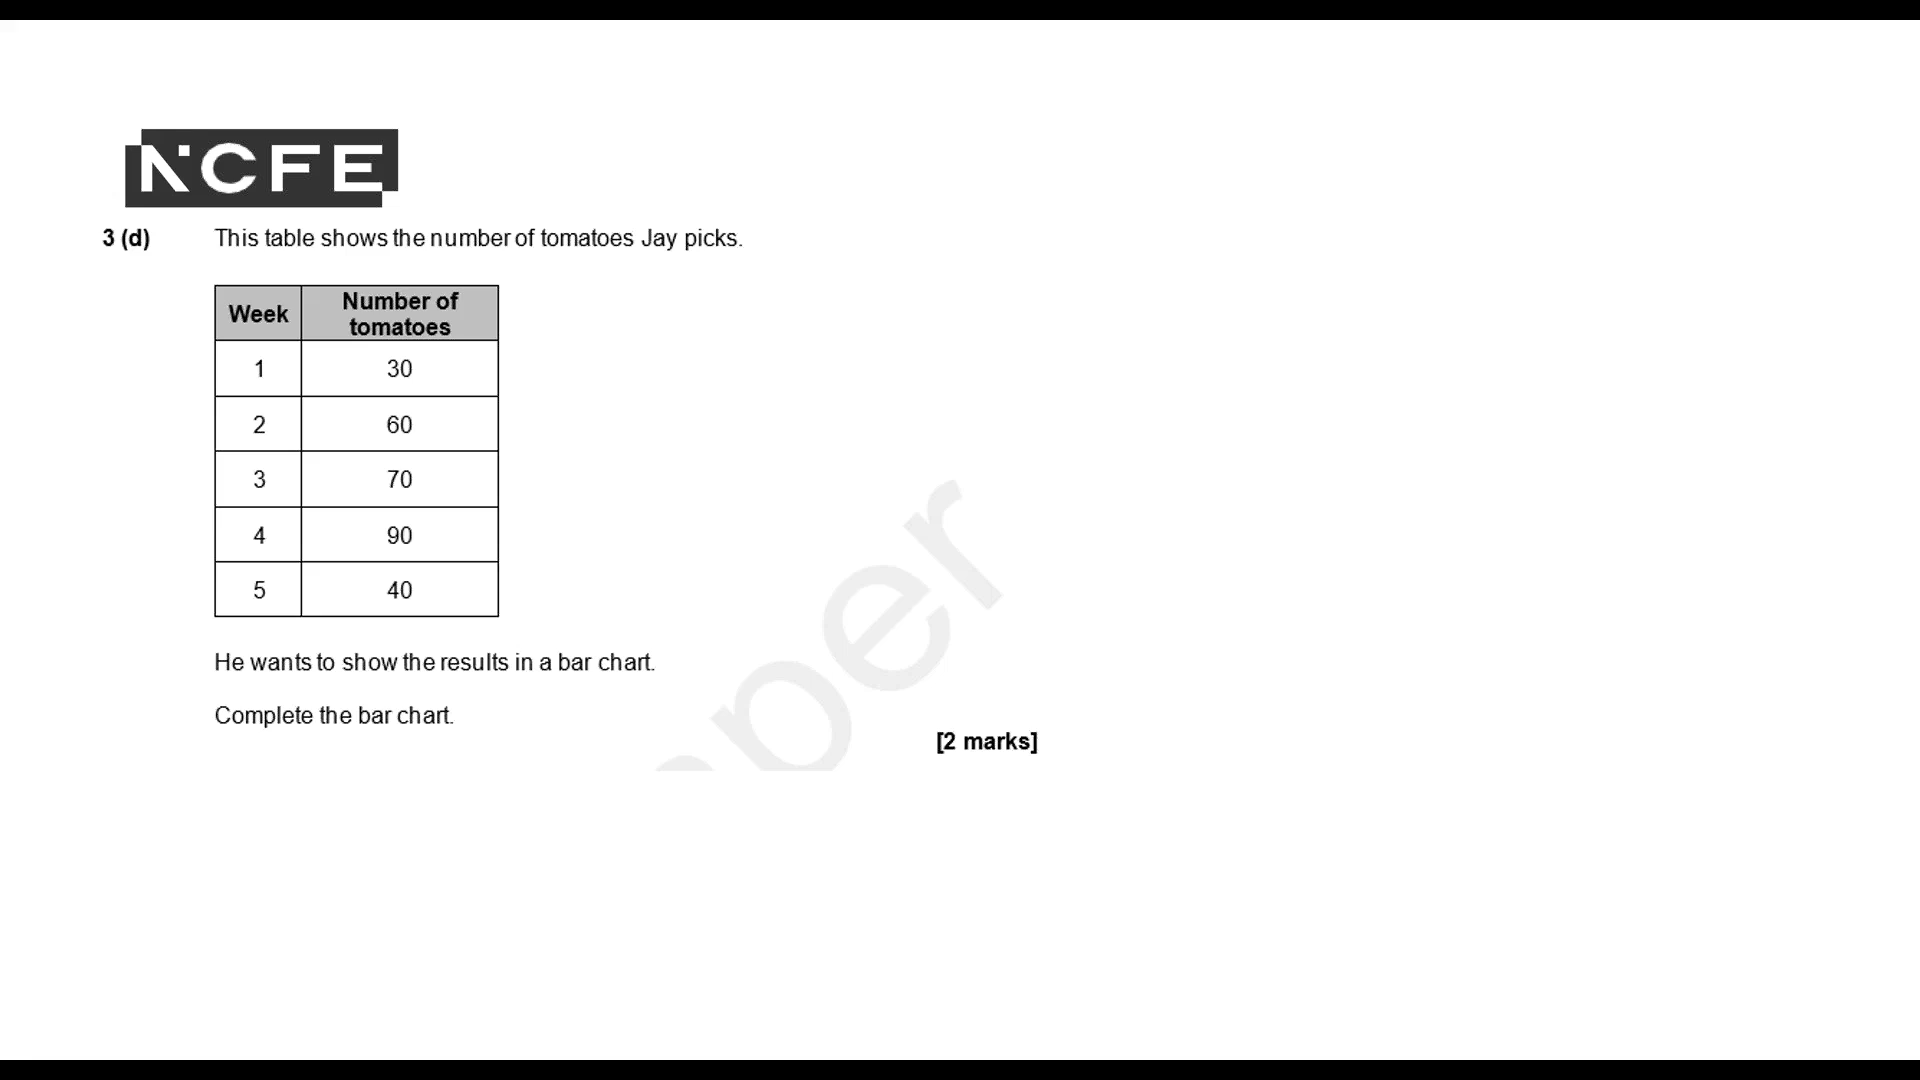 NCFE
3 (d) This table shows the number of tomatoes Jay picks.
Week Number of tomatoes
1 30
2 60
3 70
4 90
5 40
He wants to show the results in a bar chart.
Complete the bar chart.
[2 marks]